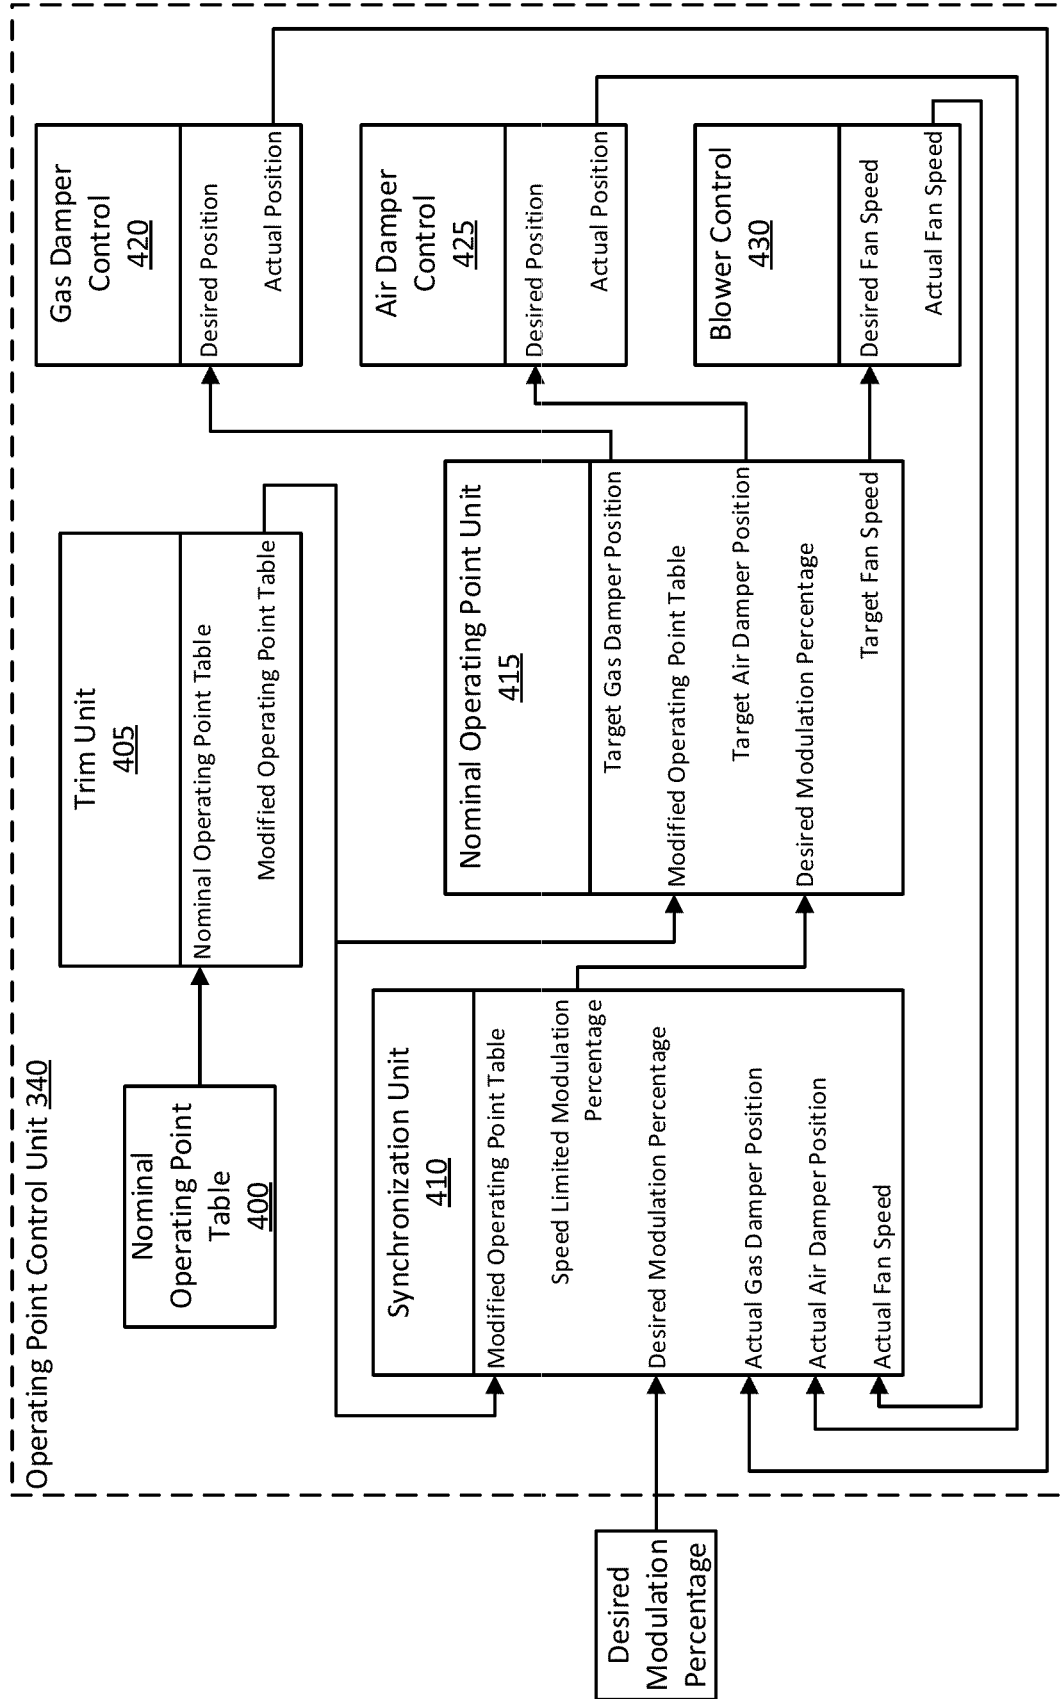 Operating Point Control Unit 340
Desired
Modulation
Percentage
Nominal
Operating Point
Table
400
Trim Unit
405
Nominal Operating Point Table
Modified Operating Point Table
Synchronization Unit
410
Modified Operating Point Table
Speed Limited Modulation
Percentage
Desired Modulation Percentage
Actual Gas Damper Position
Actual Air Damper Position
Actual Fan Speed
Nominal Operating Point Unit
415
Target Gas Damper Position
Modified Operating Point Table
Target Air Damper Position
Desired Modulation Percentage
Target Fan Speed
Gas Damper
Control
420
Desired Position
Actual Position
Air Damper
Control
425
Desired Position
Actual Position
Blower Control
430
Desired Fan Speed
Actual Fan Speed